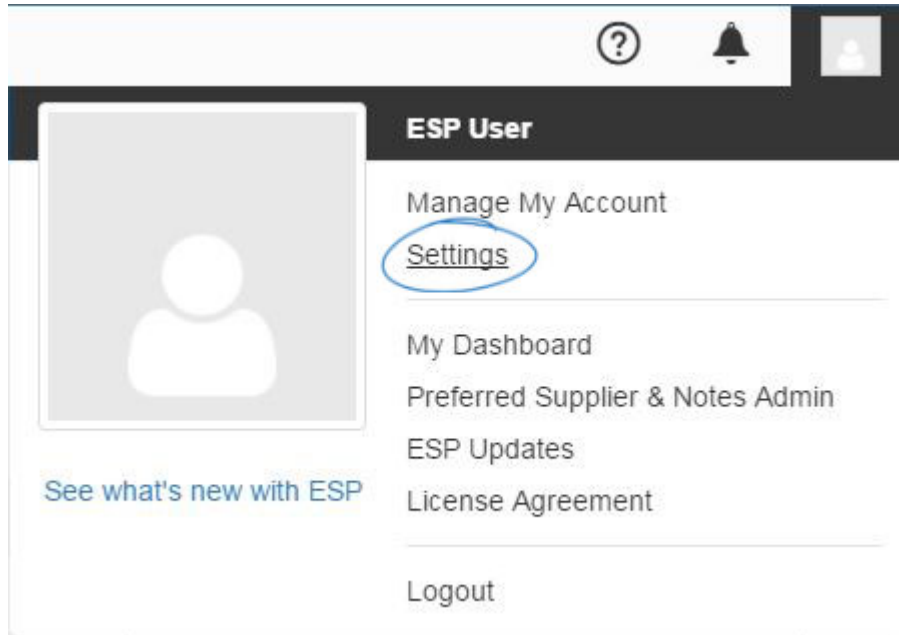 ESP User
Manage My Account
Settings
My Dashboard
Preferred Supplier & Notes Admin
ESP Updates
See what's new with ESP
License Agreement
Logout